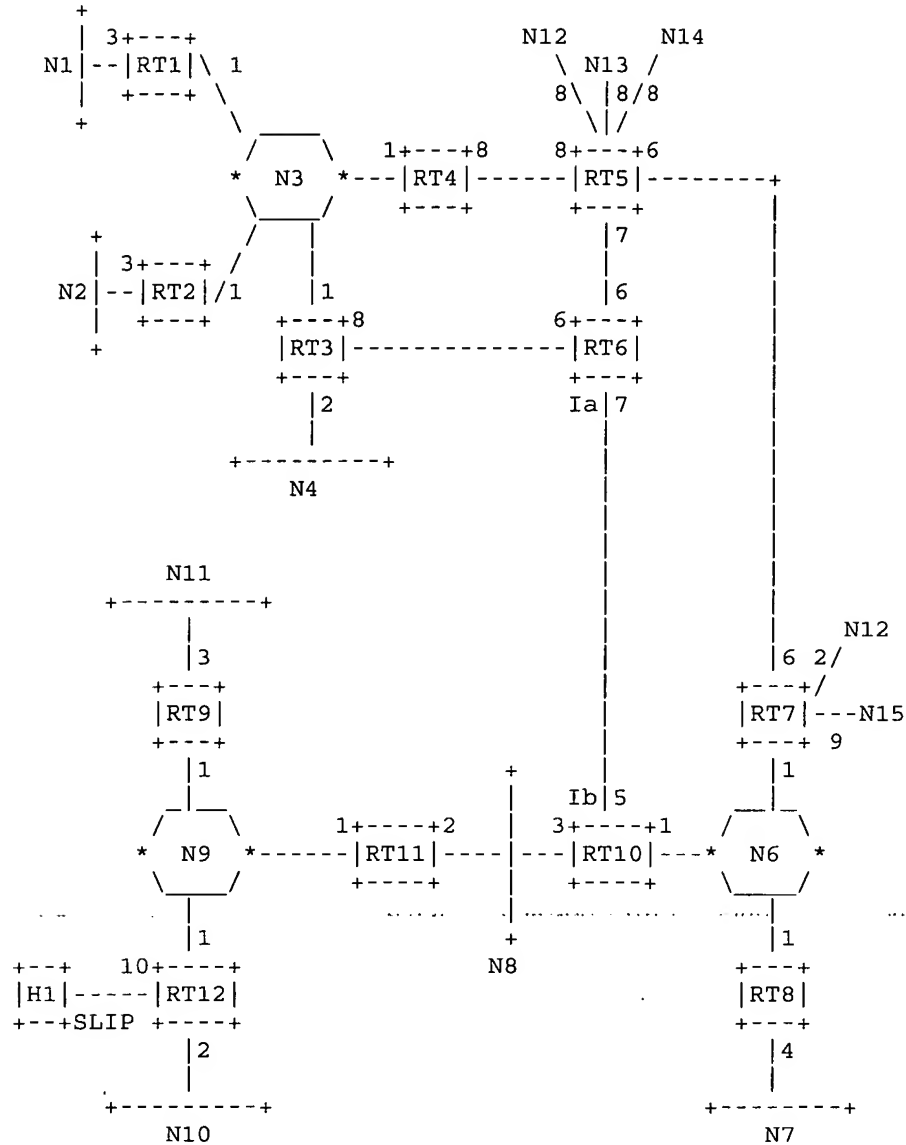 3
N1 RT1 1
N12 N14
N13
8 8 8
N3 1 RT4 8 8 RT5 6
7
3
N2 RT2 1 1 6
RT3 8 6 RT6
2 Ia 7
N4
N11
N12
3 6 2
RT9 RT7 N15
9
1 1
Ib 5
N9 1 RT11 2 3 RT10 1 N6
1 1
N8
10
H1 RT12 RT8
SLIP
2 4
N10 N7